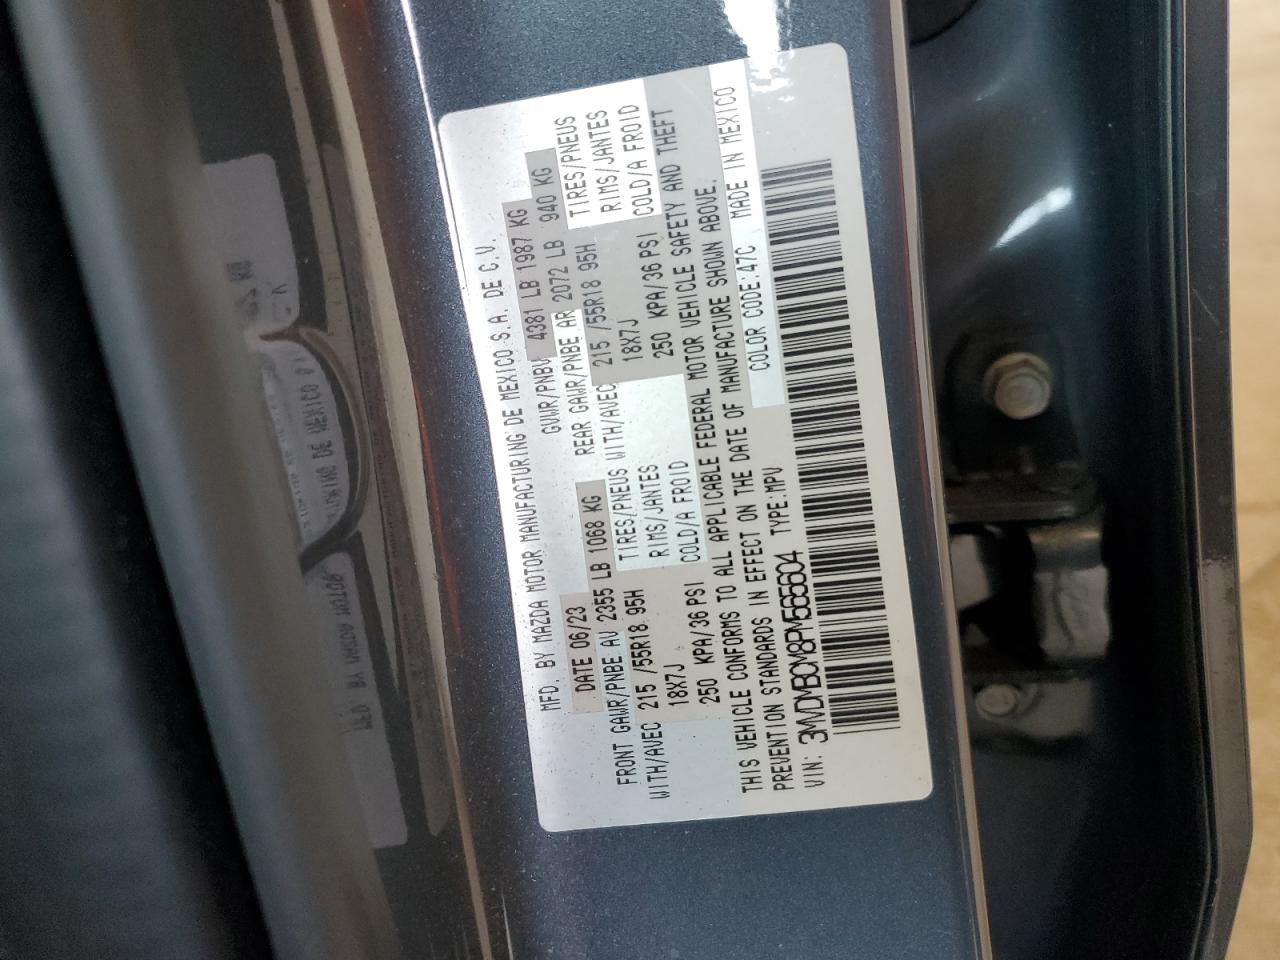 MFD. BY MAZDA MOTOR MANUFACTURING DE MEXICO S.A. DE C.V.
DATE 06/23 GVWR/PNBV 4381 LB 1987 KG
FRONT GAWR/PNBE AV 2355 LB 1068 KG REAR GAWR/PNBE AR 2072 LB 940 KG
WITH/AVEC 215 /55R18 95H TIRES/PNEUS WITH/AVEC 215 /55R18 95H TIRES/PNEUS
18X7J RIMS/JANTES 18X7J RIMS/JANTES
250 KPA/36 PSI COLD/A FROID 250 KPA/36 PSI COLD/A FROID
THIS VEHICLE CONFORMS TO ALL APPLICABLE FEDERAL MOTOR VEHICLE SAFETY AND THEFT
PREVENTION STANDARDS IN EFFECT ON THE DATE OF MANUFACTURE SHOWN ABOVE.
VIN: 3MVDMBCM8PM565604 TYPE:MPV COLOR CODE:47C MADE IN MEXICO